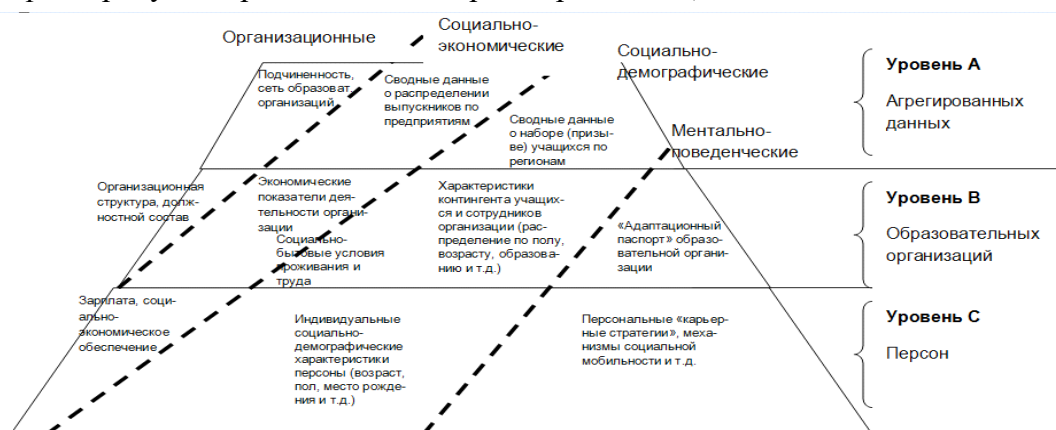 Организационные
Социально-
экономические
Социально-
демографические
Ментально-
поведенческие
Подчиненность,
сеть образоват.
организаций
Сводные данные
о распределении
выпускников по
предприятиям
Сводные данные
о наборе (призы-
ве) учащихся по
регионам
Уровень А
Агрегированных
данных
Организационная
структура, долж-
ностной состав
Экономические
показатели дея-
тельности органи-
зации
Социально-
бытовые условия
проживания и
труда
Характеристики
контингента учащих-
ся и сотрудников
организации (рас-
пределение по полу,
возрасту, образова-
нию и т.д.)
«Адаптационный
паспорт» образо-
вательной органи-
зации
Уровень В
Образовательных
организаций
Зарплата, соци-
ально-
экономическое
обеспечение
Индивидуальные
социально-
демографические
характеристики
персоны (возраст,
пол, место рожде-
ния и т.д.)
Персональные «карьер-
ные стратегии», меха-
низмы социальной
мобильности и т.д.
Уровень С
Персон